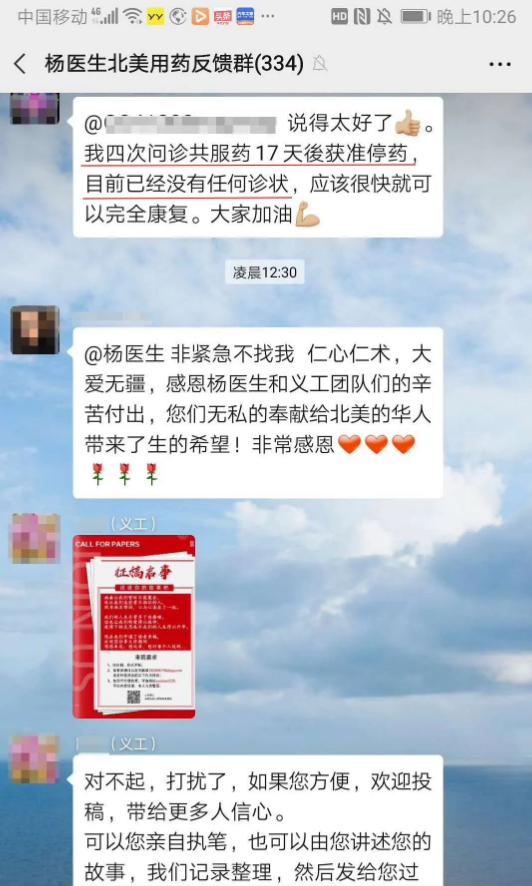 中国移动 4G HD 晚上10:26
杨医生北美用药反馈群(334)
说得太好了👍。
我四次问诊共服药17天後获准停药,
目前已经没有任何诊状，应该很快就可
以完全康复。大家加油💪
凌晨12:30
@杨医生 非紧急不找我 仁心仁术，大
爱无疆，感恩杨医生和义工团队们的辛
苦付出，您们无私的奉献给北美的华人
带来了生的希望！非常感恩❤❤❤
🌹🌹🌹
（义工）
CALL FOR PAPERS
征稿启事
（义工）
对不起，打扰了，如果您方便，欢迎投
稿，带给更多人信心。
可以您亲自执笔，也可以由您讲述您的
故事，我们记录整理，然后发给您过